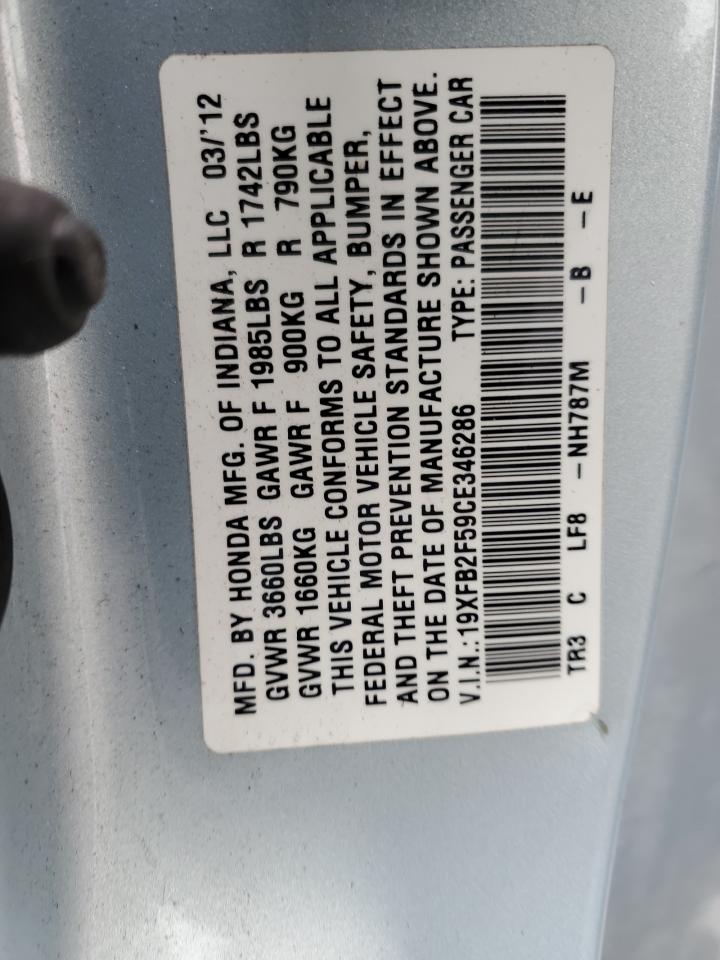 MFD. BY HONDA MFG. OF INDIANA, LLC 03/'12
GVWR 3660LBS GAWR F 1985LBS R 1742LBS
GVWR 1660KG GAWR F 900KG R 790KG
THIS VEHICLE CONFORMS TO ALL APPLICABLE
FEDERAL MOTOR VEHICLE SAFETY, BUMPER,
AND THEFT PREVENTION STANDARDS IN EFFECT
ON THE DATE OF MANUFACTURE SHOWN ABOVE.
V.I.N.: 19XFB2F59CE346286 TYPE: PASSENGER CAR
TR3 C LF8 -NH787M -B -E